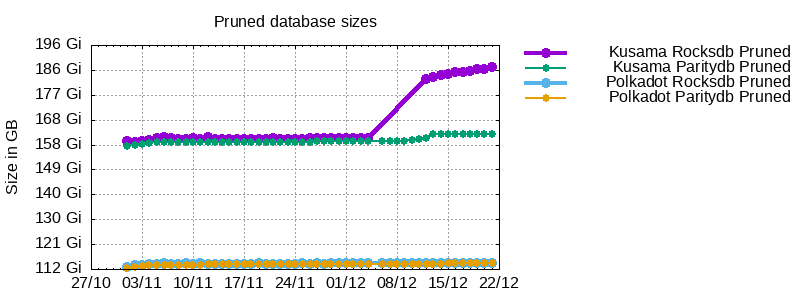 Pruned database sizes
196 Gi
186 Gi
177 Gi
168 Gi
158 Gi
149 Gi
140 Gi
130 Gi
121 Gi
112 Gi
Size in GB
27/10 03/11 10/11 17/11 24/11 01/12 08/12 15/12 22/12
Kusama Rocksdb Pruned
Kusama Paritydb Pruned
Polkadot Rocksdb Pruned
Polkadot Paritydb Pruned